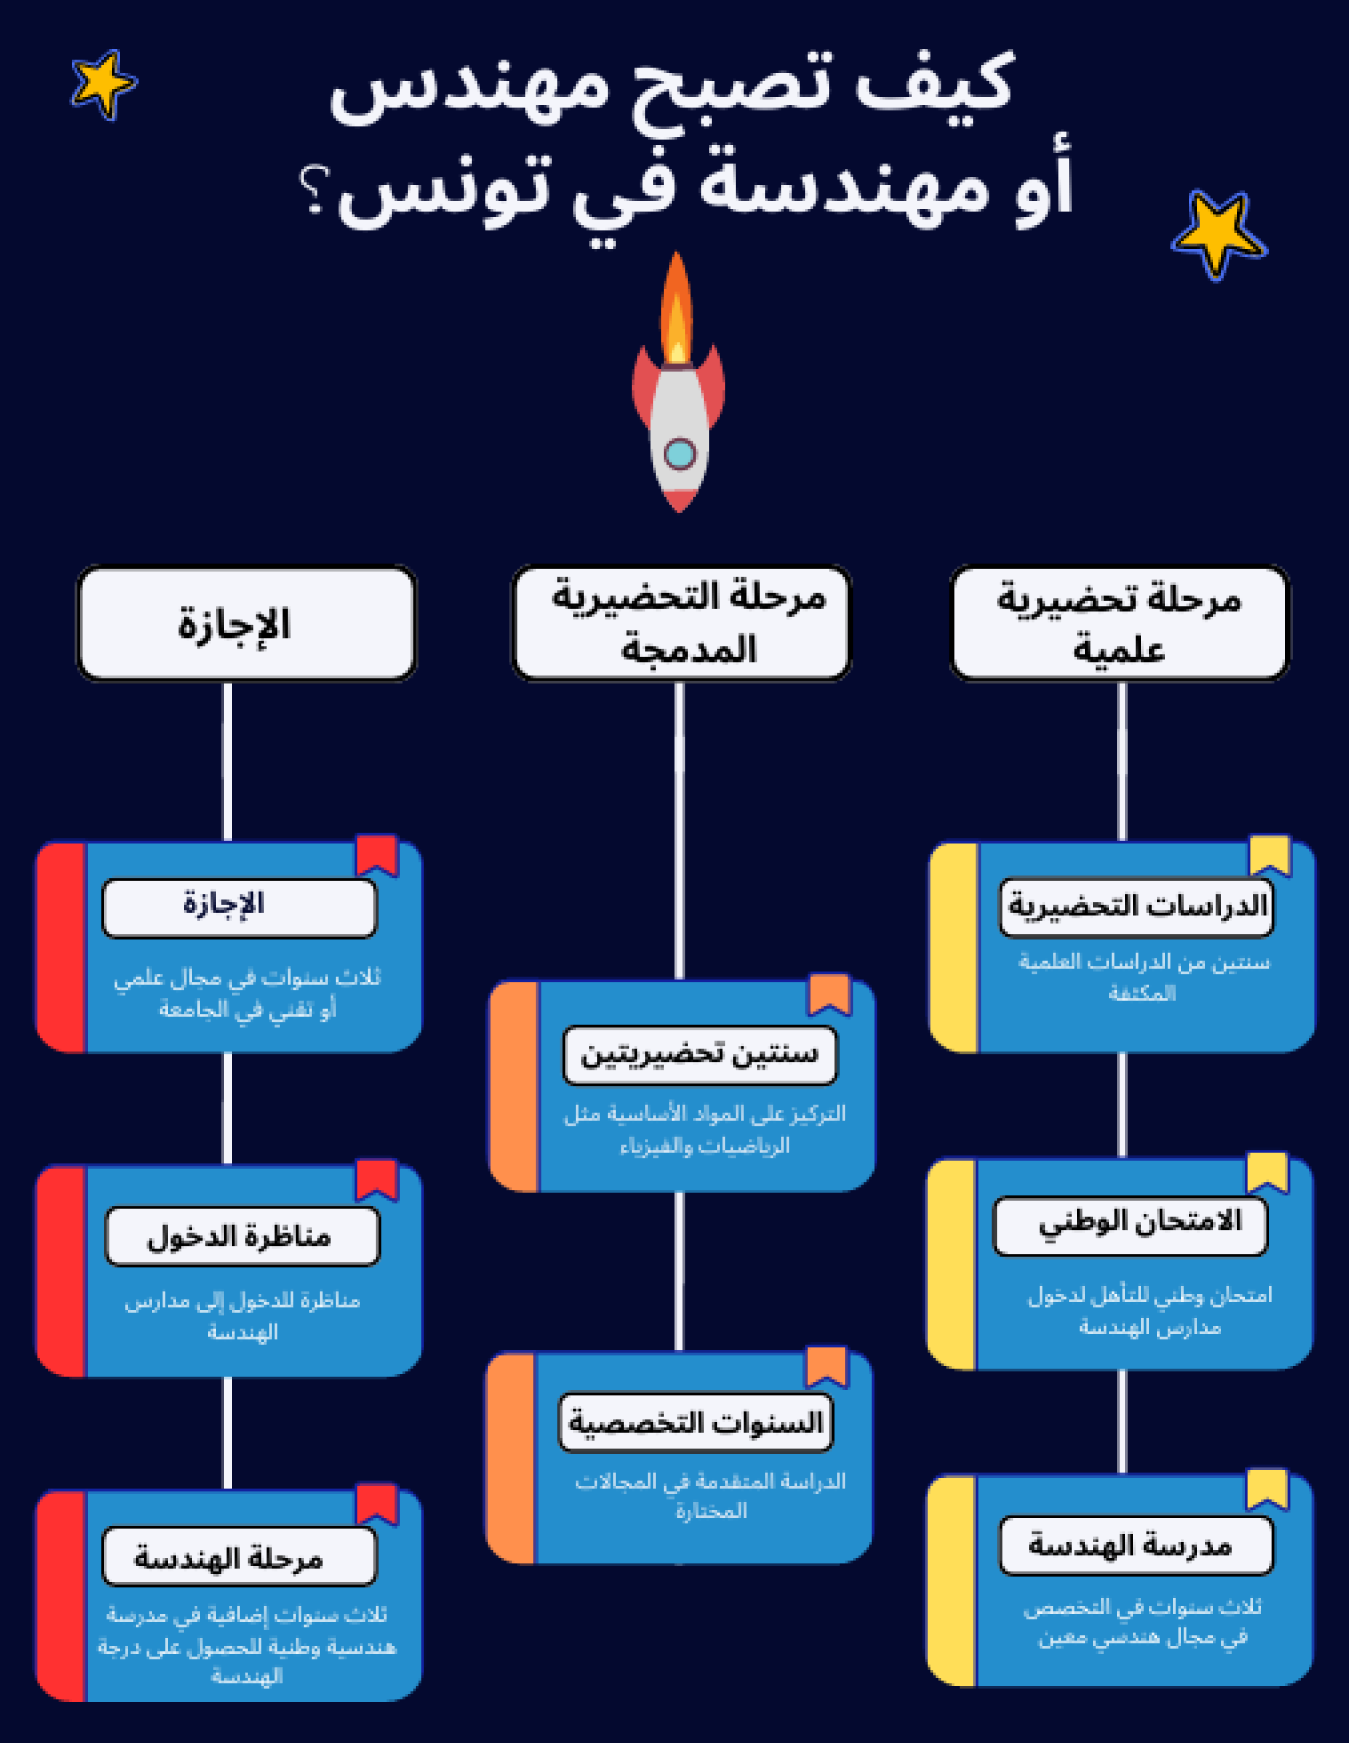 كيف تصبح مهندس
أو مهندسة في تونس؟
مرحلة تحضيرية
علمية
الدراسات التحضيرية
سنتين من الدراسات العلمية
المكثفة
الامتحان الوطني
امتحان وطني للتأهل لدخول
مدارس الهندسة
مدرسة الهندسة
ثلاث سنوات في التخصص
في مجال هندسي معين
مرحلة التحضيرية
المدمجة
سنتين تحضيريتين
التركيز على المواد الأساسية مثل
الرياضيات والفيزياء
السنوات التخصصية
الدراسة المتقدمة في المجالات
المختارة
الإجازة
الإجازة
ثلاث سنوات في مجال علمي
أو تقني في الجامعة
مناظرة الدخول
مناظرة للدخول إلى مدارس
الهندسة
مرحلة الهندسة
ثلاث سنوات إضافية في مدرسة
هندسية وطنية للحصول على درجة
الهندسة